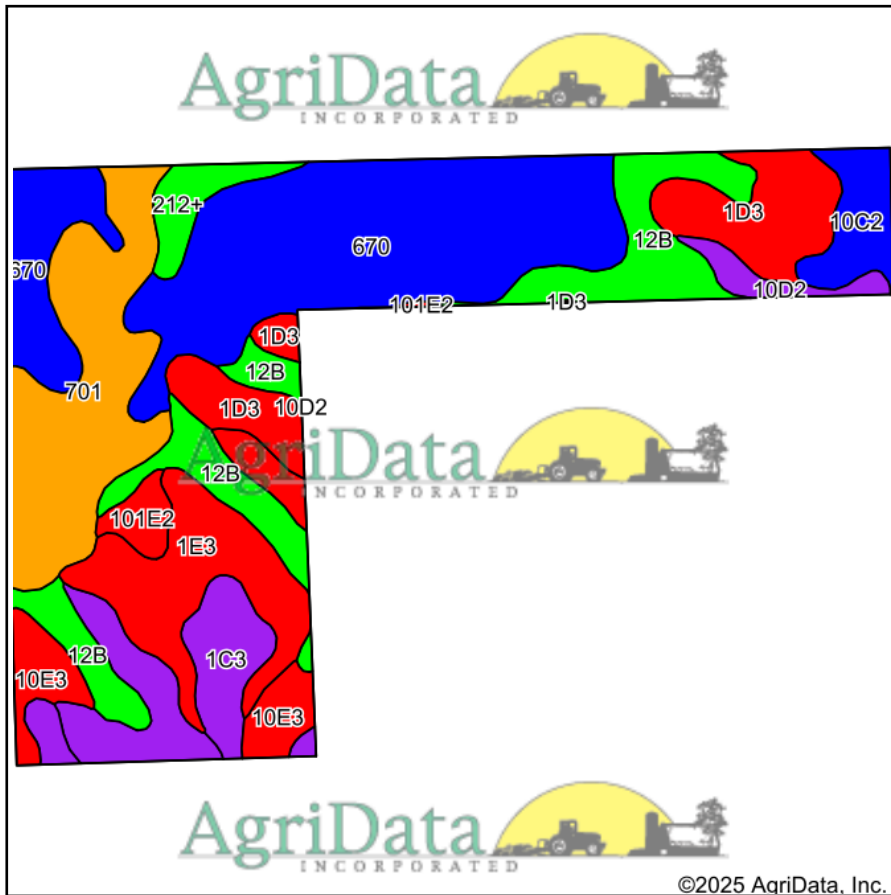 AgriData
INCORPORATED
212+
670
1D3
10C2
12B
670
10D2
101E2
1D3
1D3
12B
701
1D3
10D2
AgriData
INCORPORATED
12B
101E2
1E3
12B
1C3
10E3
10E3
AgriData
INCORPORATED
©2025 AgriData, Inc.